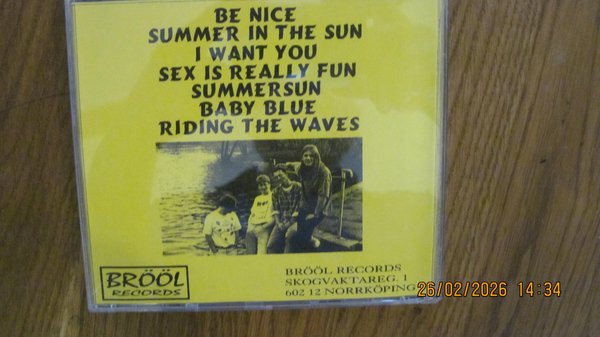 BE NICE
SUMMER IN THE SUN
I WANT YOU
SEX IS REALLY FUN
SUMMERSUN
BABY BLUE
RIDING THE WAVES
BRÖÖL
RECORDS
BRÖÖL RECORDS
SKOGVAKTAREG. 1
602 12 NORRKÖPING
26/02/2026 14:34